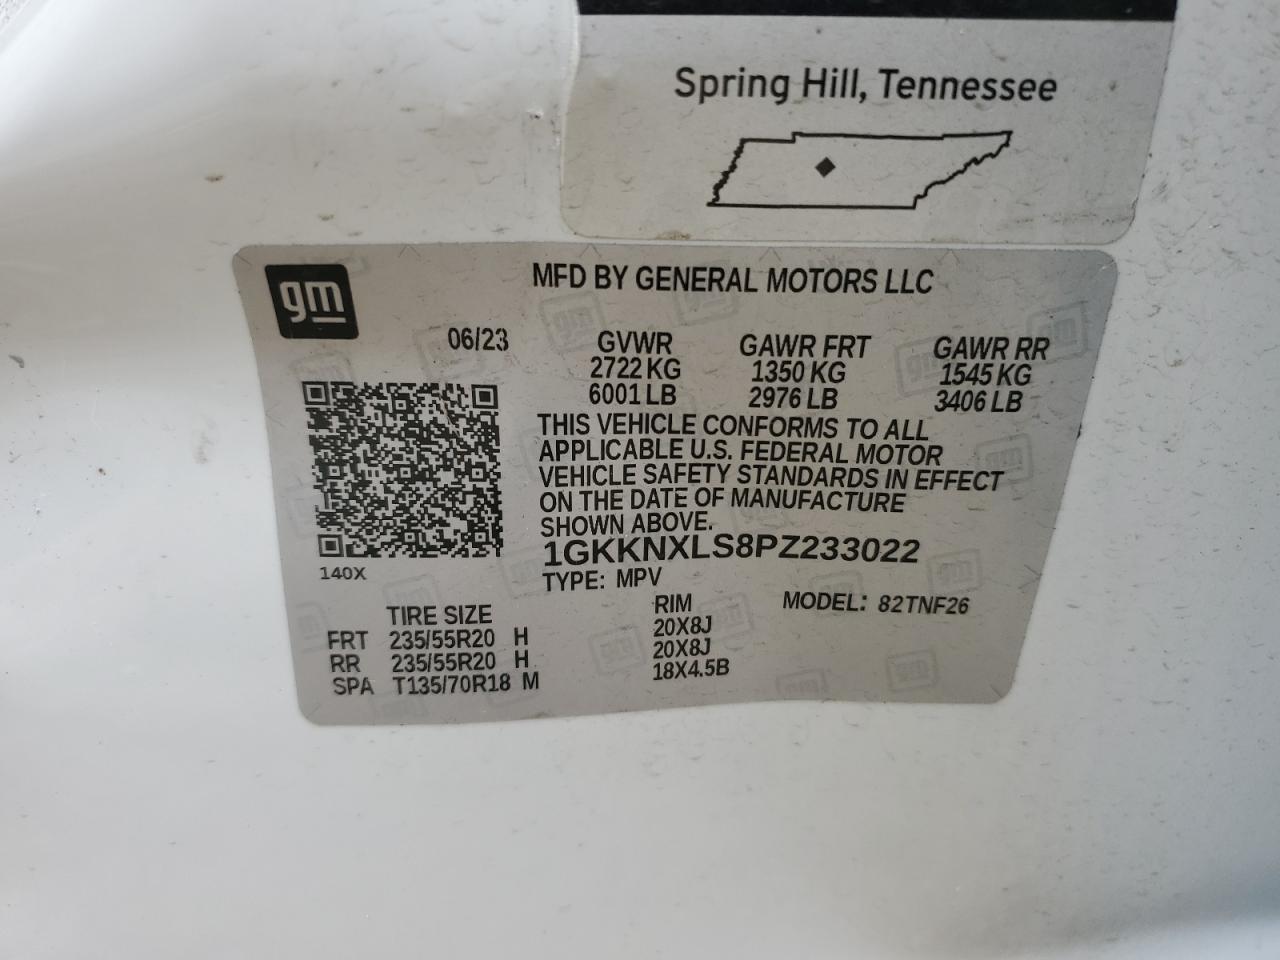 Spring Hill, Tennessee
gm
MFD BY GENERAL MOTORS LLC
06/23
GVWR GAWR FRT GAWR RR
2722 KG 1350 KG 1545 KG
6001 LB 2976 LB 3406 LB
THIS VEHICLE CONFORMS TO ALL
APPLICABLE U.S. FEDERAL MOTOR
VEHICLE SAFETY STANDARDS IN EFFECT
ON THE DATE OF MANUFACTURE
SHOWN ABOVE.
1GKKNXLS8PZ233022
140X
TYPE: MPV
MODEL: 82TNF26
TIRE SIZE RIM
FRT 235/55R20 H 20X8J
RR 235/55R20 H 20X8J
SPA T135/70R18 M 18X4.5B